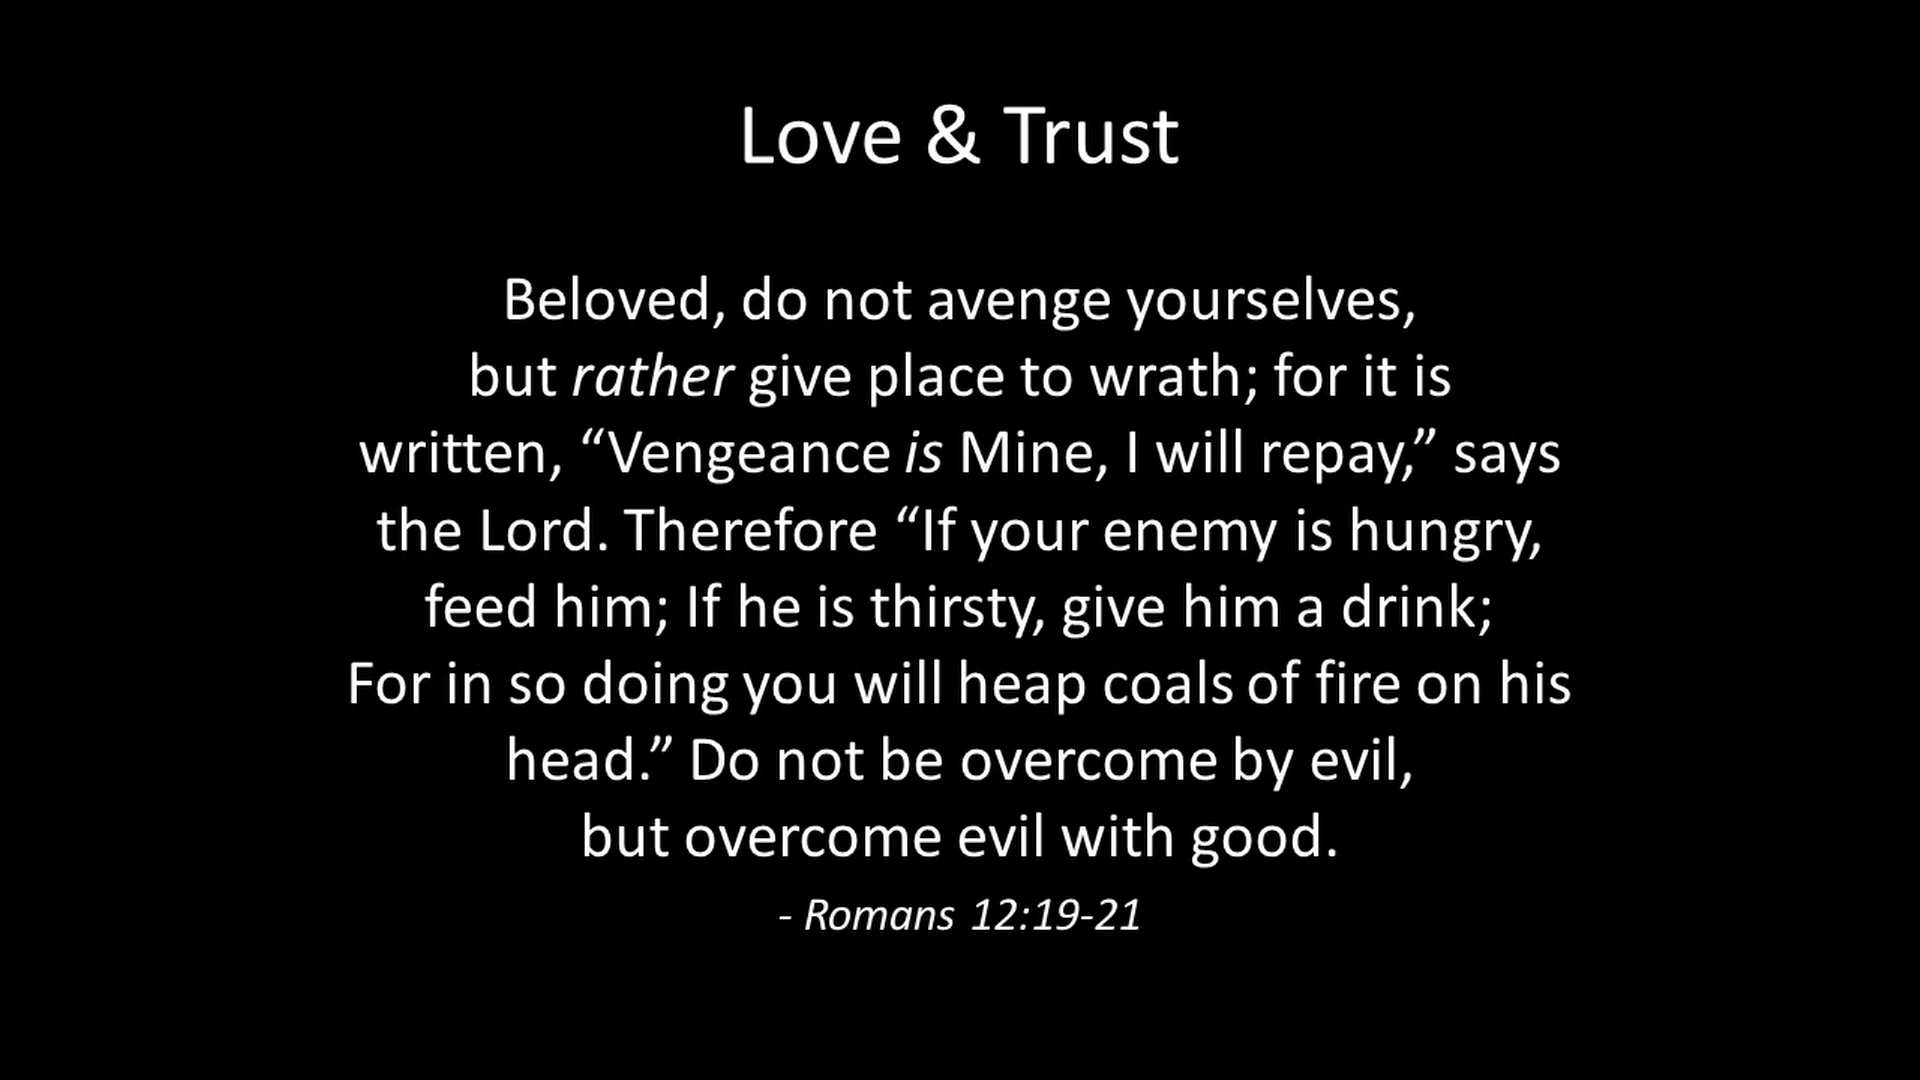 Love & Trust
Beloved, do not avenge yourselves,
but rather give place to wrath; for it is
written, “Vengeance is Mine, I will repay,” says
the Lord. Therefore “If your enemy is hungry,
feed him; If he is thirsty, give him a drink;
For in so doing you will heap coals of fire on his
head.” Do not be overcome by evil,
but overcome evil with good.
- Romans 12:19-21